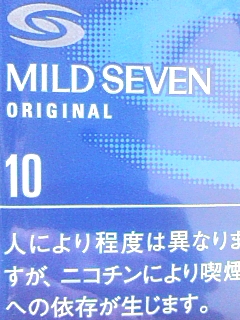 MILD SEVEN
ORIGINAL
10
人により程度は異なりま
すが、ニコチンにより喫煙
への依存が生じます。